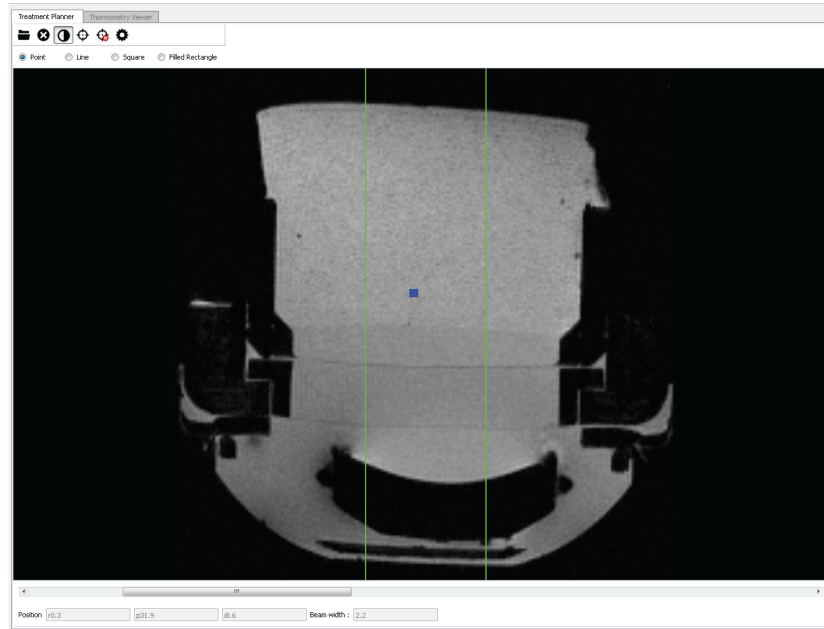 Treatment Planner Thermometry Viewer
Point Line Square Filled Rectangle
Position r0.3 p31.9 i8.6 Beam width : 2.2